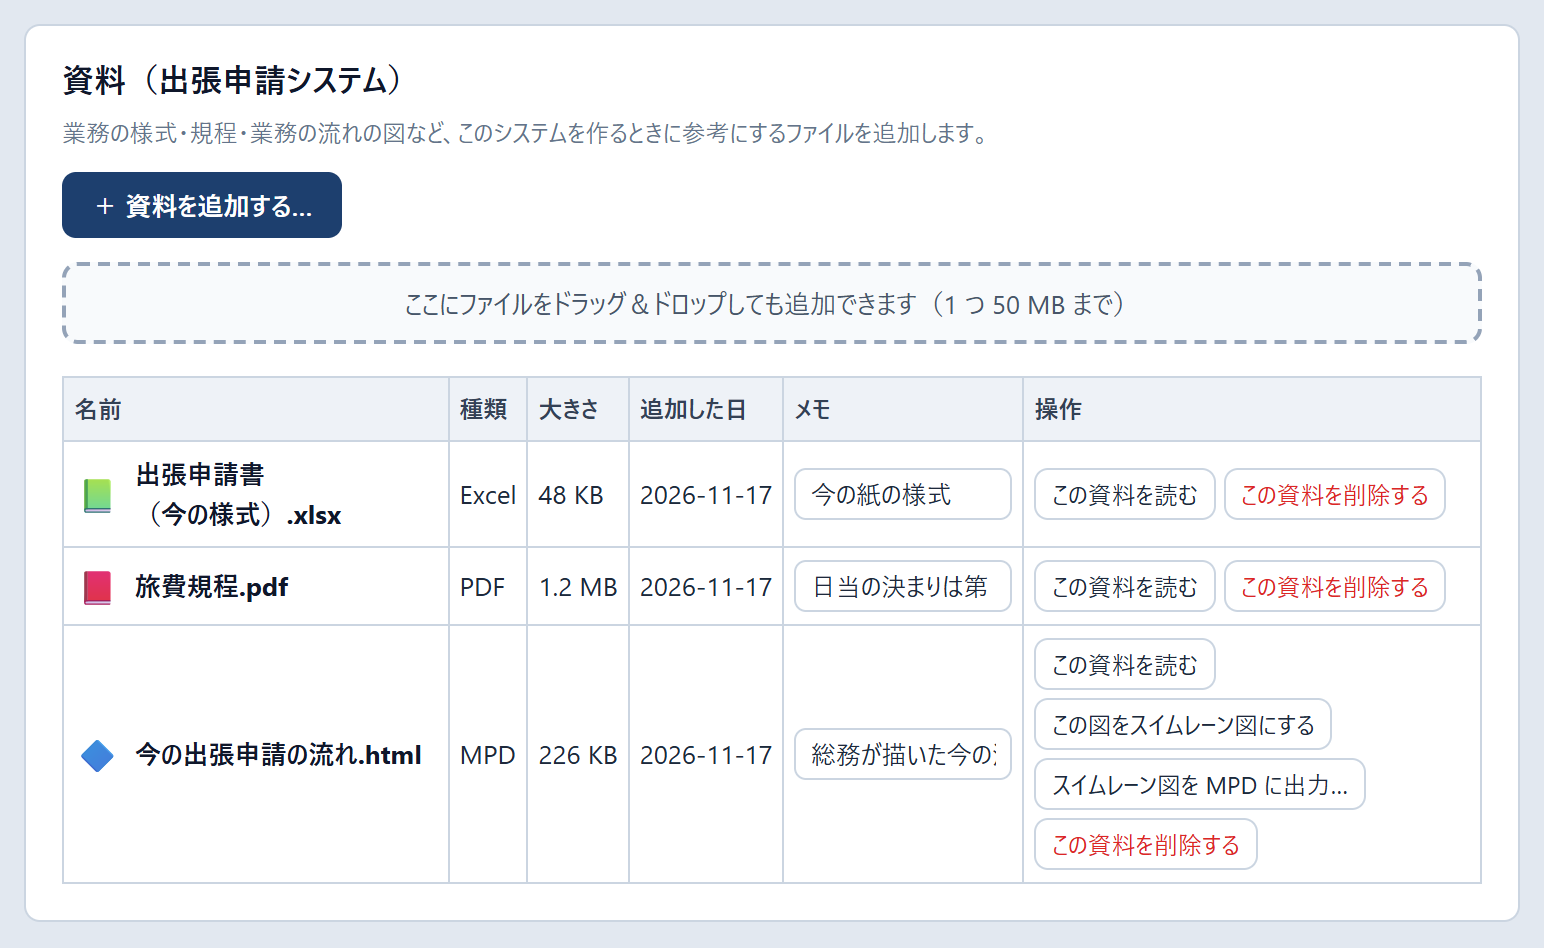 資料（出張申請システム）
業務の様式・規程・業務の流れの図など、このシステムを作るときに参考にするファイルを追加します。
＋ 資料を追加する...
ここにファイルをドラッグ＆ドロップしても追加できます（1 つ 50 MB まで）
名前 種類 大きさ 追加した日 メモ 操作
出張申請書
（今の様式）.xlsx Excel 48 KB 2026-11-17 今の紙の様式 この資料を読む この資料を削除する
旅費規程.pdf PDF 1.2 MB 2026-11-17 日当の決まりは第 この資料を読む この資料を削除する
今の出張申請の流れ.html MPD 226 KB 2026-11-17 総務が描いた今の この資料を読む
この図をスイムレーン図にする
スイムレーン図を MPD に出力...
この資料を削除する